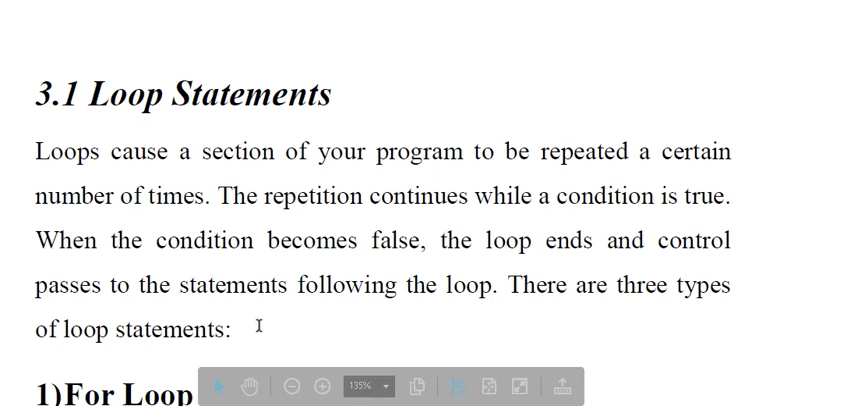 3.1 Loop Statements
Loops cause a section of your program to be repeated a certain
number of times. The repetition continues while a condition is true.
When the condition becomes false, the loop ends and control
passes to the statements following the loop. There are three types
of loop statements:
1)For Loop
135%